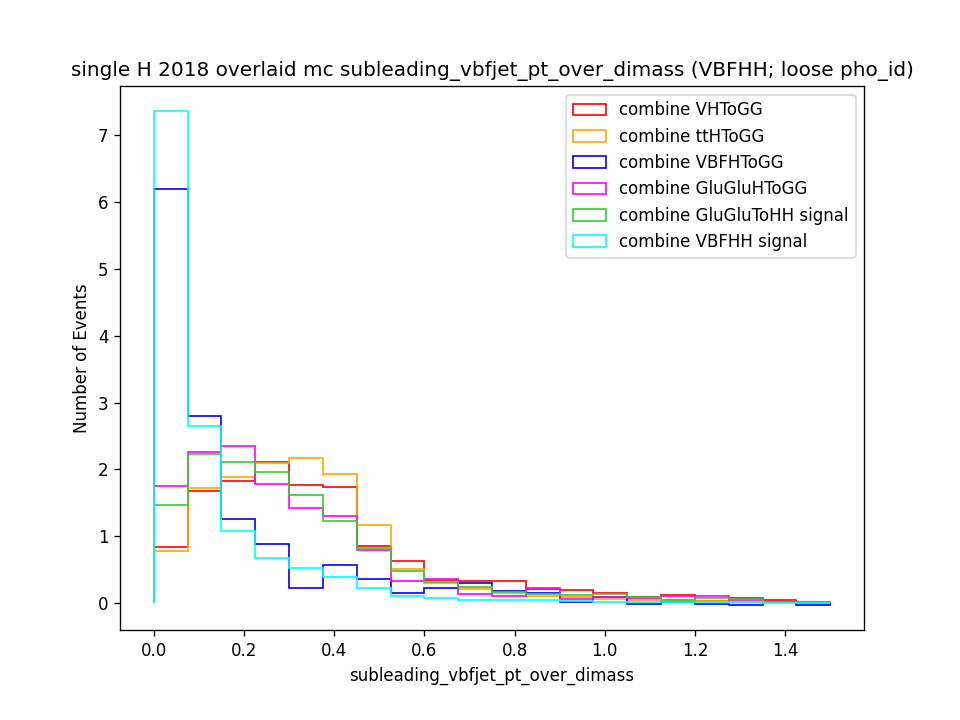 single H 2018 overlaid mc subleading_vbfjet_pt_over_dimass (VBFHH; loose pho_id)
combine VHToGG
combine ttHToGG
combine VBFHToGG
combine GluGluHToGG
combine GluGluToHH signal
combine VBFHH signal
Number of Events
7
6
5
4
3
2
1
0
0.0 0.2 0.4 0.6 0.8 1.0 1.2 1.4
subleading_vbfjet_pt_over_dimass